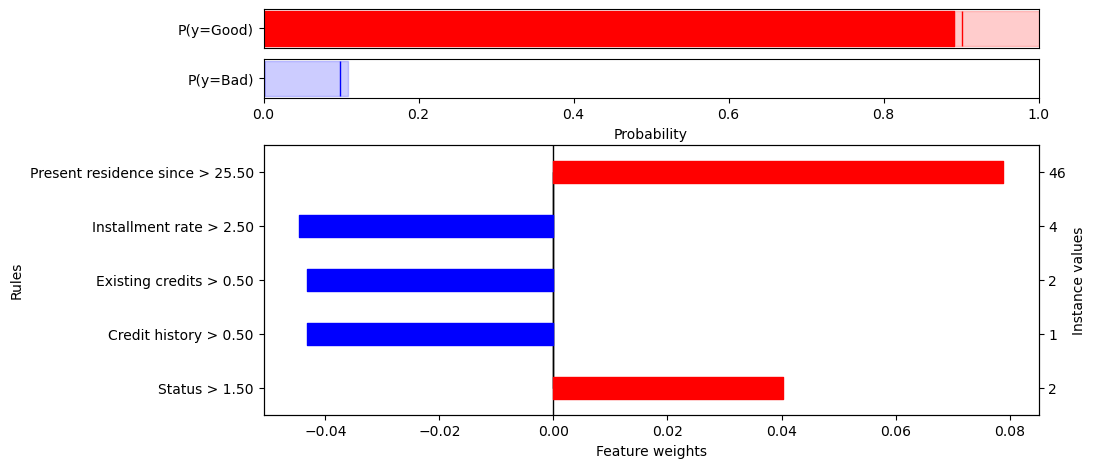 P(y=Good)
P(y=Bad)
0.0 0.2 0.4 0.6 0.8 1.0
Probability
Present residence since > 25.50 46
Installment rate > 2.50 4
Existing credits > 0.50 2
Credit history > 0.50 1
Status > 1.50 2
Rules
Instance values
−0.04 −0.02 0.00 0.02 0.04 0.06 0.08
Feature weights